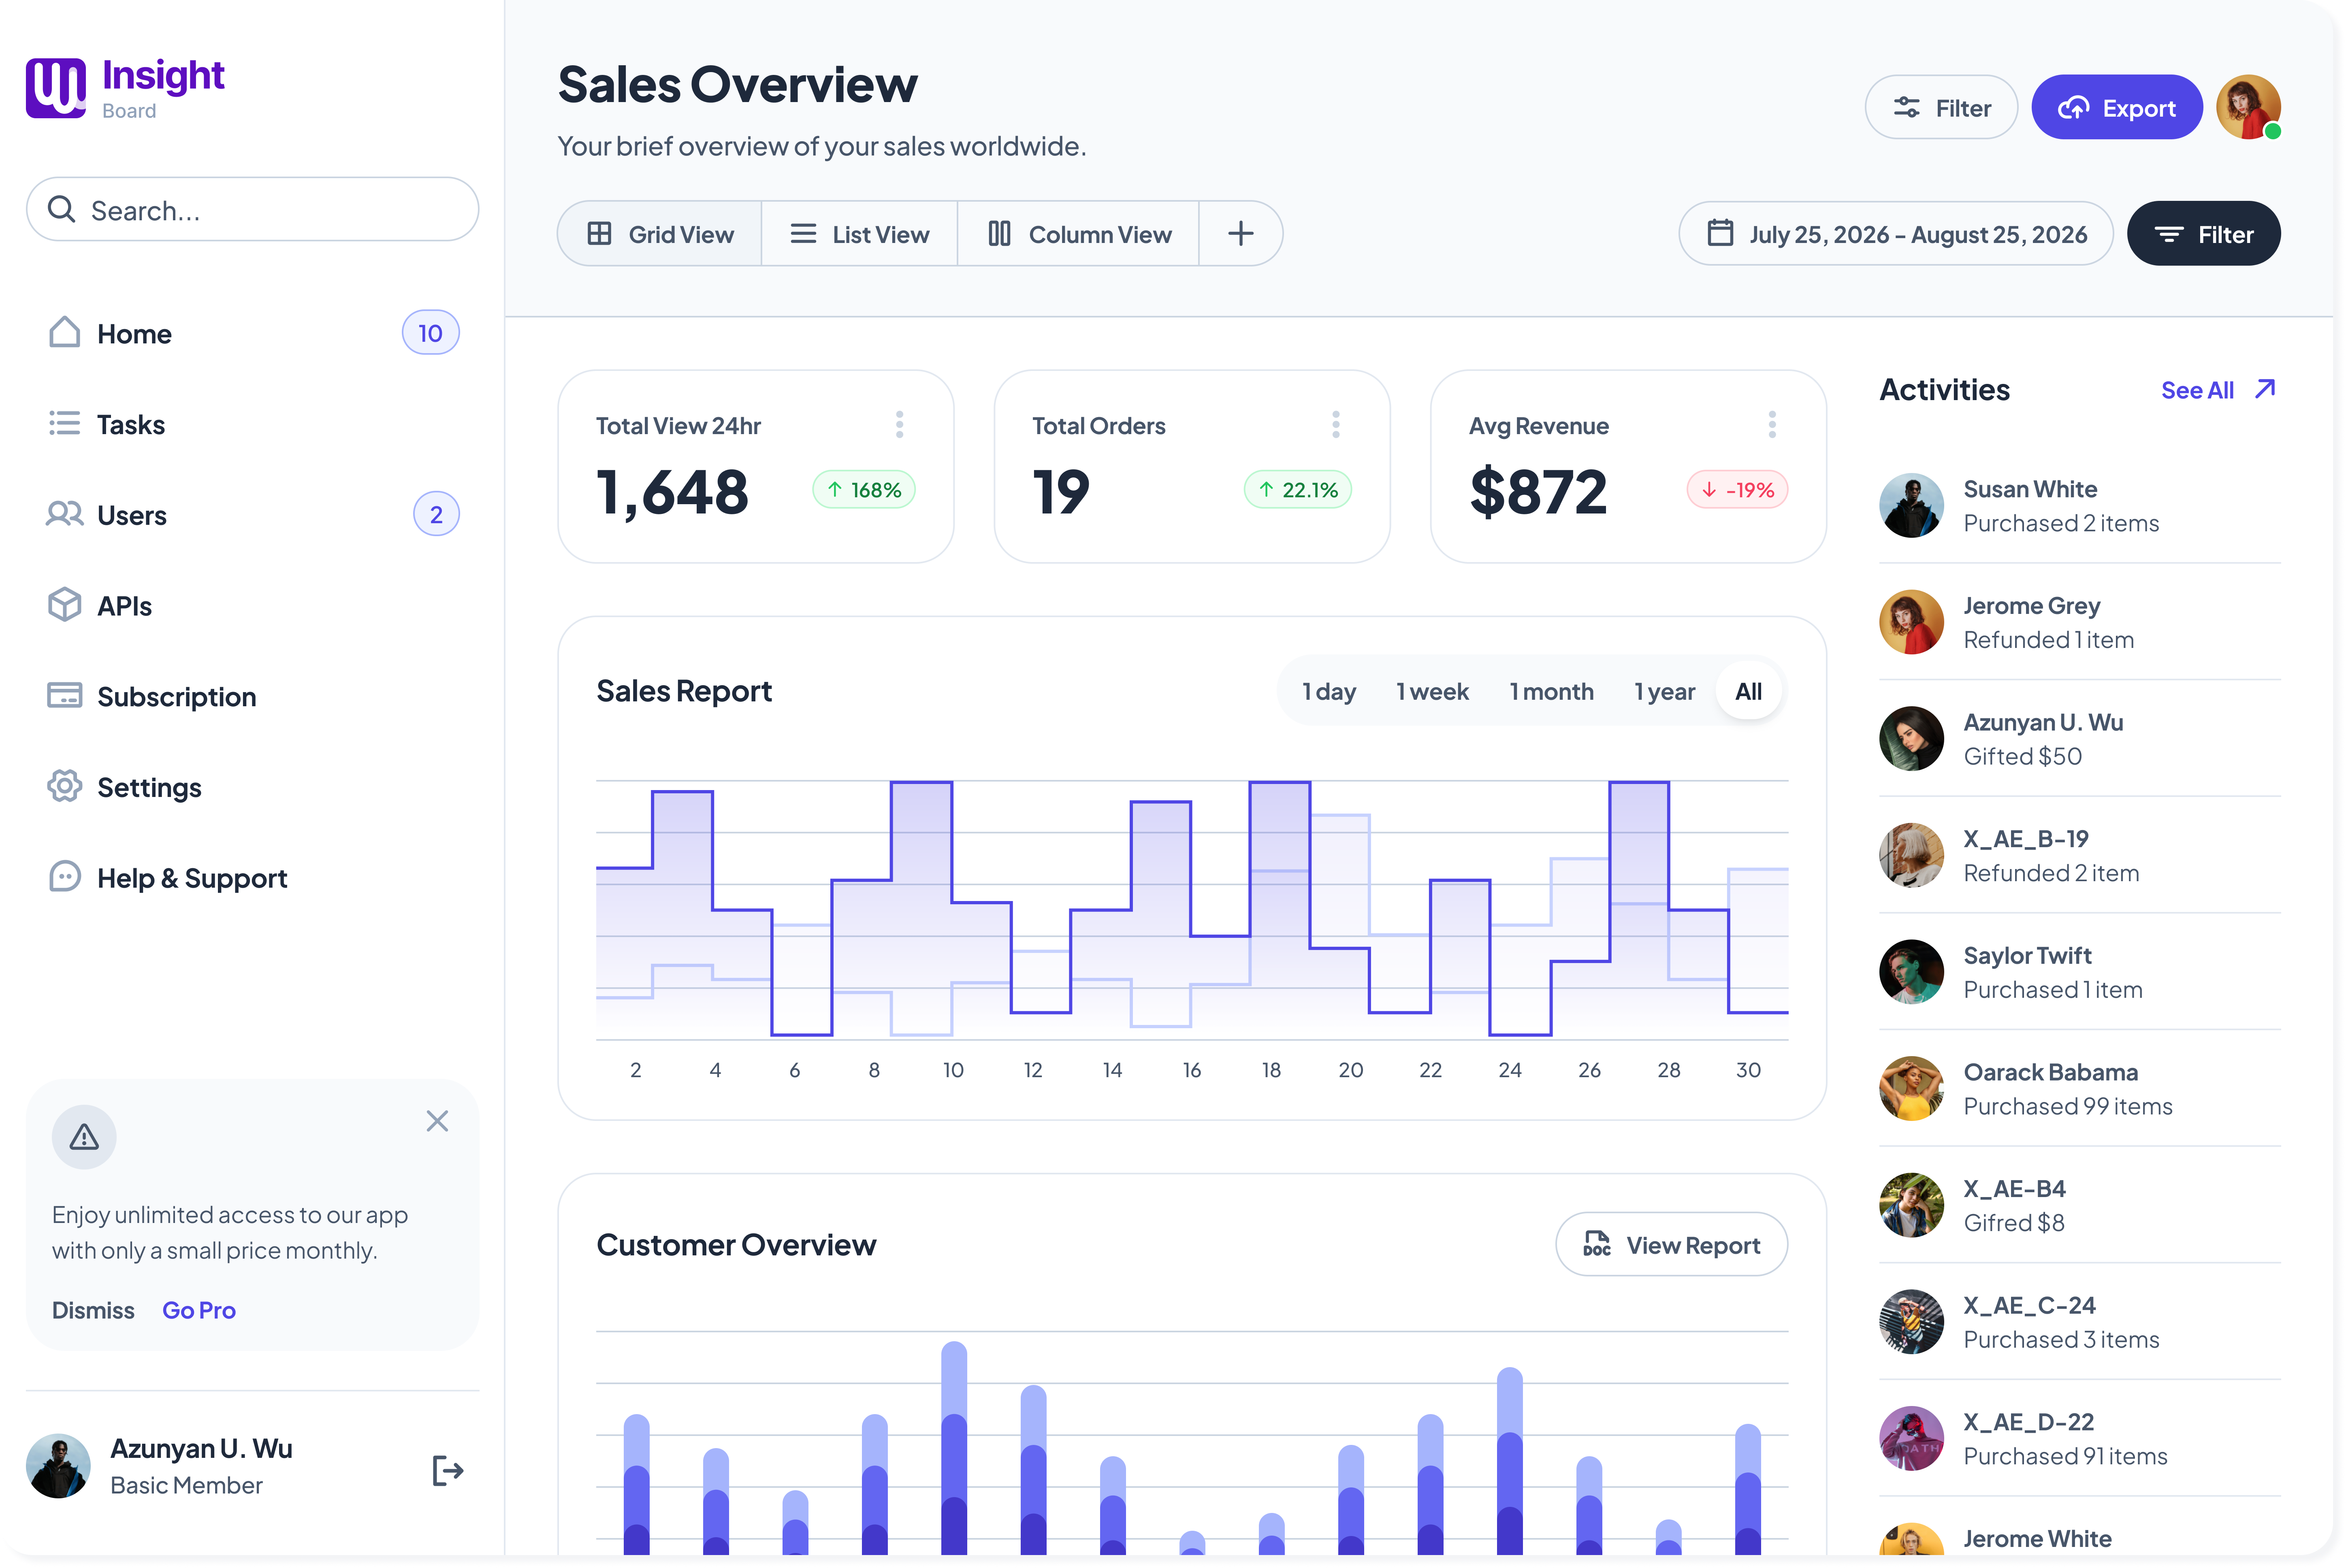 Insight
Board
Search...
Home 10
Tasks
Users 2
APIs
Subscription
Settings
Help & Support
Enjoy unlimited access to our app
with only a small price monthly.
Dismiss Go Pro
Azunyan U. Wu
Basic Member
Sales Overview
Your brief overview of your sales worldwide.
Filter Export
Grid View List View Column View
July 25, 2026 – August 25, 2026 Filter
Total View 24hr
1,648 168%
Total Orders
19 22.1%
Avg Revenue
$872 -19%
Sales Report
1 day 1 week 1 month 1 year All
2 4 6 8 10 12 14 16 18 20 22 24 26 28 30
Customer Overview
DOC View Report
Activities See All
Susan White
Purchased 2 items
Jerome Grey
Refunded 1 item
Azunyan U. Wu
Gifted $50
X_AE_B-19
Refunded 2 item
Saylor Twift
Purchased 1 item
Oarack Babama
Purchased 99 items
X_AE-B4
Gifred $8
X_AE_C-24
Purchased 3 items
X_AE_D-22
Purchased 91 items
Jerome White